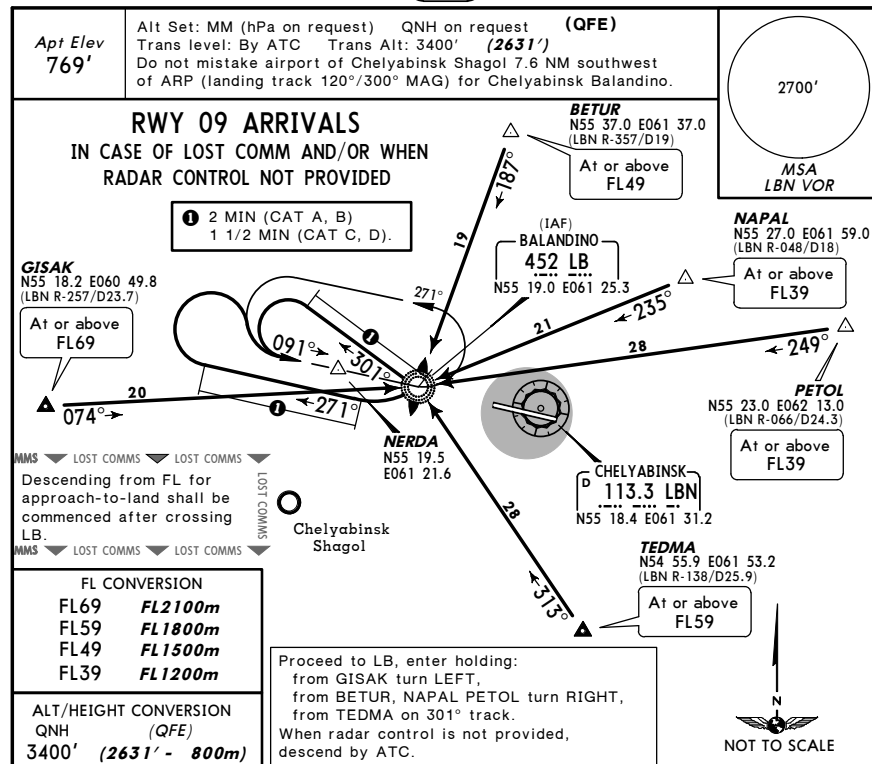 Apt Elev
769'
Alt Set: MM (hPa on request) QNH on request (QFE)
Trans level: By ATC Trans Alt: 3400' (2631')
Do not mistake airport of Chelyabinsk Shagol 7.6 NM southwest
of ARP (landing track 120°/300° MAG) for Chelyabinsk Balandino.
2700'
MSA
LBN VOR
RWY 09 ARRIVALS
IN CASE OF LOST COMM AND/OR WHEN
RADAR CONTROL NOT PROVIDED
1 2 MIN (CAT A, B)
1 1/2 MIN (CAT C, D).
BETUR
N55 37.0 E061 37.0
(LBN R-357/D19)
At or above
FL49
187°
19
(IAF)
BALANDINO
452 LB
N55 19.0 E061 25.3
NAPAL
N55 27.0 E061 59.0
(LBN R-048/D18)
At or above
FL39
235°
21
GISAK
N55 18.2 E060 49.8
(LBN R-257/D23.7)
At or above
FL69
271°
1
091°
301°
28
249°
PETOL
N55 23.0 E062 13.0
(LBN R-066/D24.3)
At or above
FL39
20
074°
271°
1
NERDA
N55 19.5
E061 21.6
CHELYABINSK
D 113.3 LBN
N55 18.4 E061 31.2
MMS LOST COMMS LOST COMMS
Descending from FL for
approach-to-land shall be
commenced after crossing
LB.
LOST COMMS
MMS LOST COMMS LOST COMMS
Chelyabinsk
Shagol
28
313°
TEDMA
N54 55.9 E061 53.2
(LBN R-138/D25.9)
At or above
FL59
FL CONVERSION
FL69 FL2100m
FL59 FL1800m
FL49 FL1500m
FL39 FL1200m
ALT/HEIGHT CONVERSION
QNH (QFE)
3400' (2631' - 800m)
Proceed to LB, enter holding:
from GISAK turn LEFT,
from BETUR, NAPAL PETOL turn RIGHT,
from TEDMA on 301° track.
When radar control is not provided,
descend by ATC.
N
NOT TO SCALE